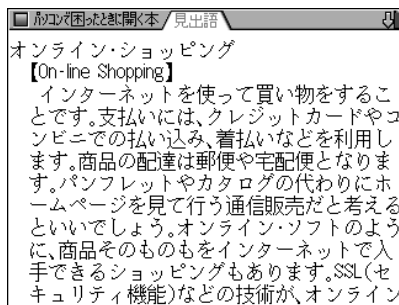 パソコンで困ったときに開く本 見出語
オンライン・ショッピング
【On-line Shopping】
インターネットを使って買い物をするこ
とです。支払いには、クレジットカードやコ
ンビニでの払い込み、着払いなどを利用し
ます。商品の配達は郵便や宅配便となりま
す。パンフレットやカタログの代わりにホ
ームページを見て行う通信販売だと考える
といいでしょう。オンライン・ソフトのよう
に、商品そのものもをインターネットで入
手できるショッピングもあります。SSL(セ
キュリティ機能)などの技術が、オンライン